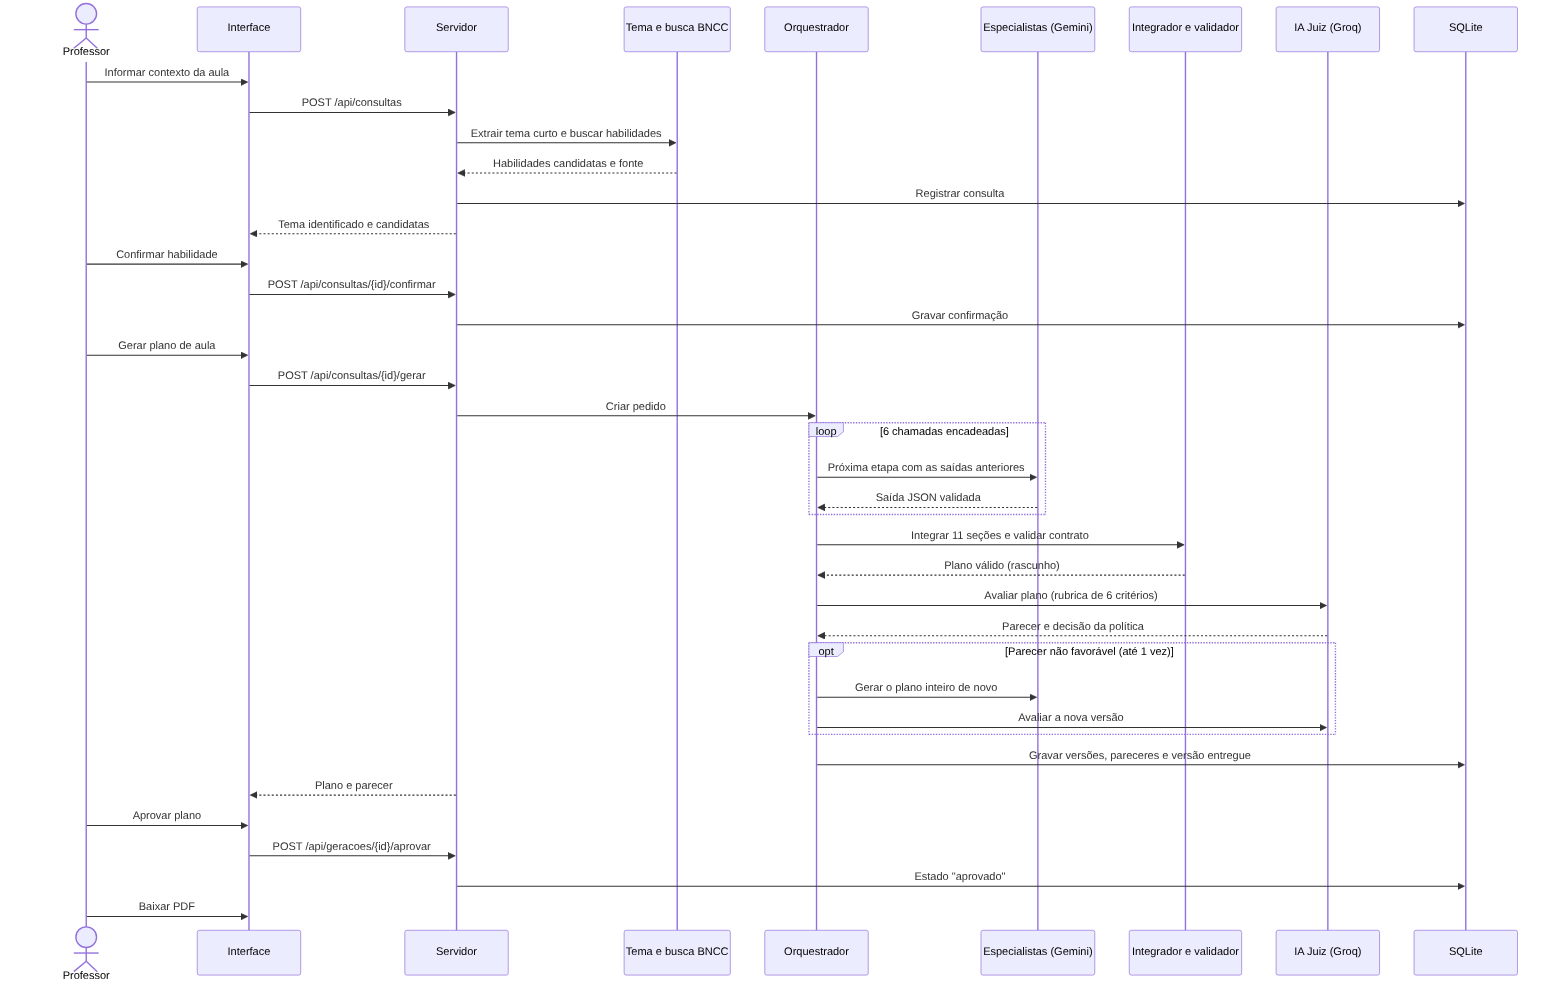 Professor
Interface
Servidor
Tema e busca BNCC
Orquestrador
Especialistas (Gemini)
Integrador e validador
IA Juiz (Groq)
SQLite
Informar contexto da aula
POST /api/consultas
Extrair tema curto e buscar habilidades
Habilidades candidatas e fonte
Registrar consulta
Tema identificado e candidatas
Confirmar habilidade
POST /api/consultas/{id}/confirmar
Gravar confirmação
Gerar plano de aula
POST /api/consultas/{id}/gerar
Criar pedido
loop
[6 chamadas encadeadas]
Próxima etapa com as saídas anteriores
Saída JSON validada
Integrar 11 seções e validar contrato
Plano válido (rascunho)
Avaliar plano (rubrica de 6 critérios)
Parecer e decisão da política
opt
[Parecer não favorável (até 1 vez)]
Gerar o plano inteiro de novo
Avaliar a nova versão
Gravar versões, pareceres e versão entregue
Plano e parecer
Aprovar plano
POST /api/geracoes/{id}/aprovar
Estado "aprovado"
Baixar PDF
Professor
Interface
Servidor
Tema e busca BNCC
Orquestrador
Especialistas (Gemini)
Integrador e validador
IA Juiz (Groq)
SQLite